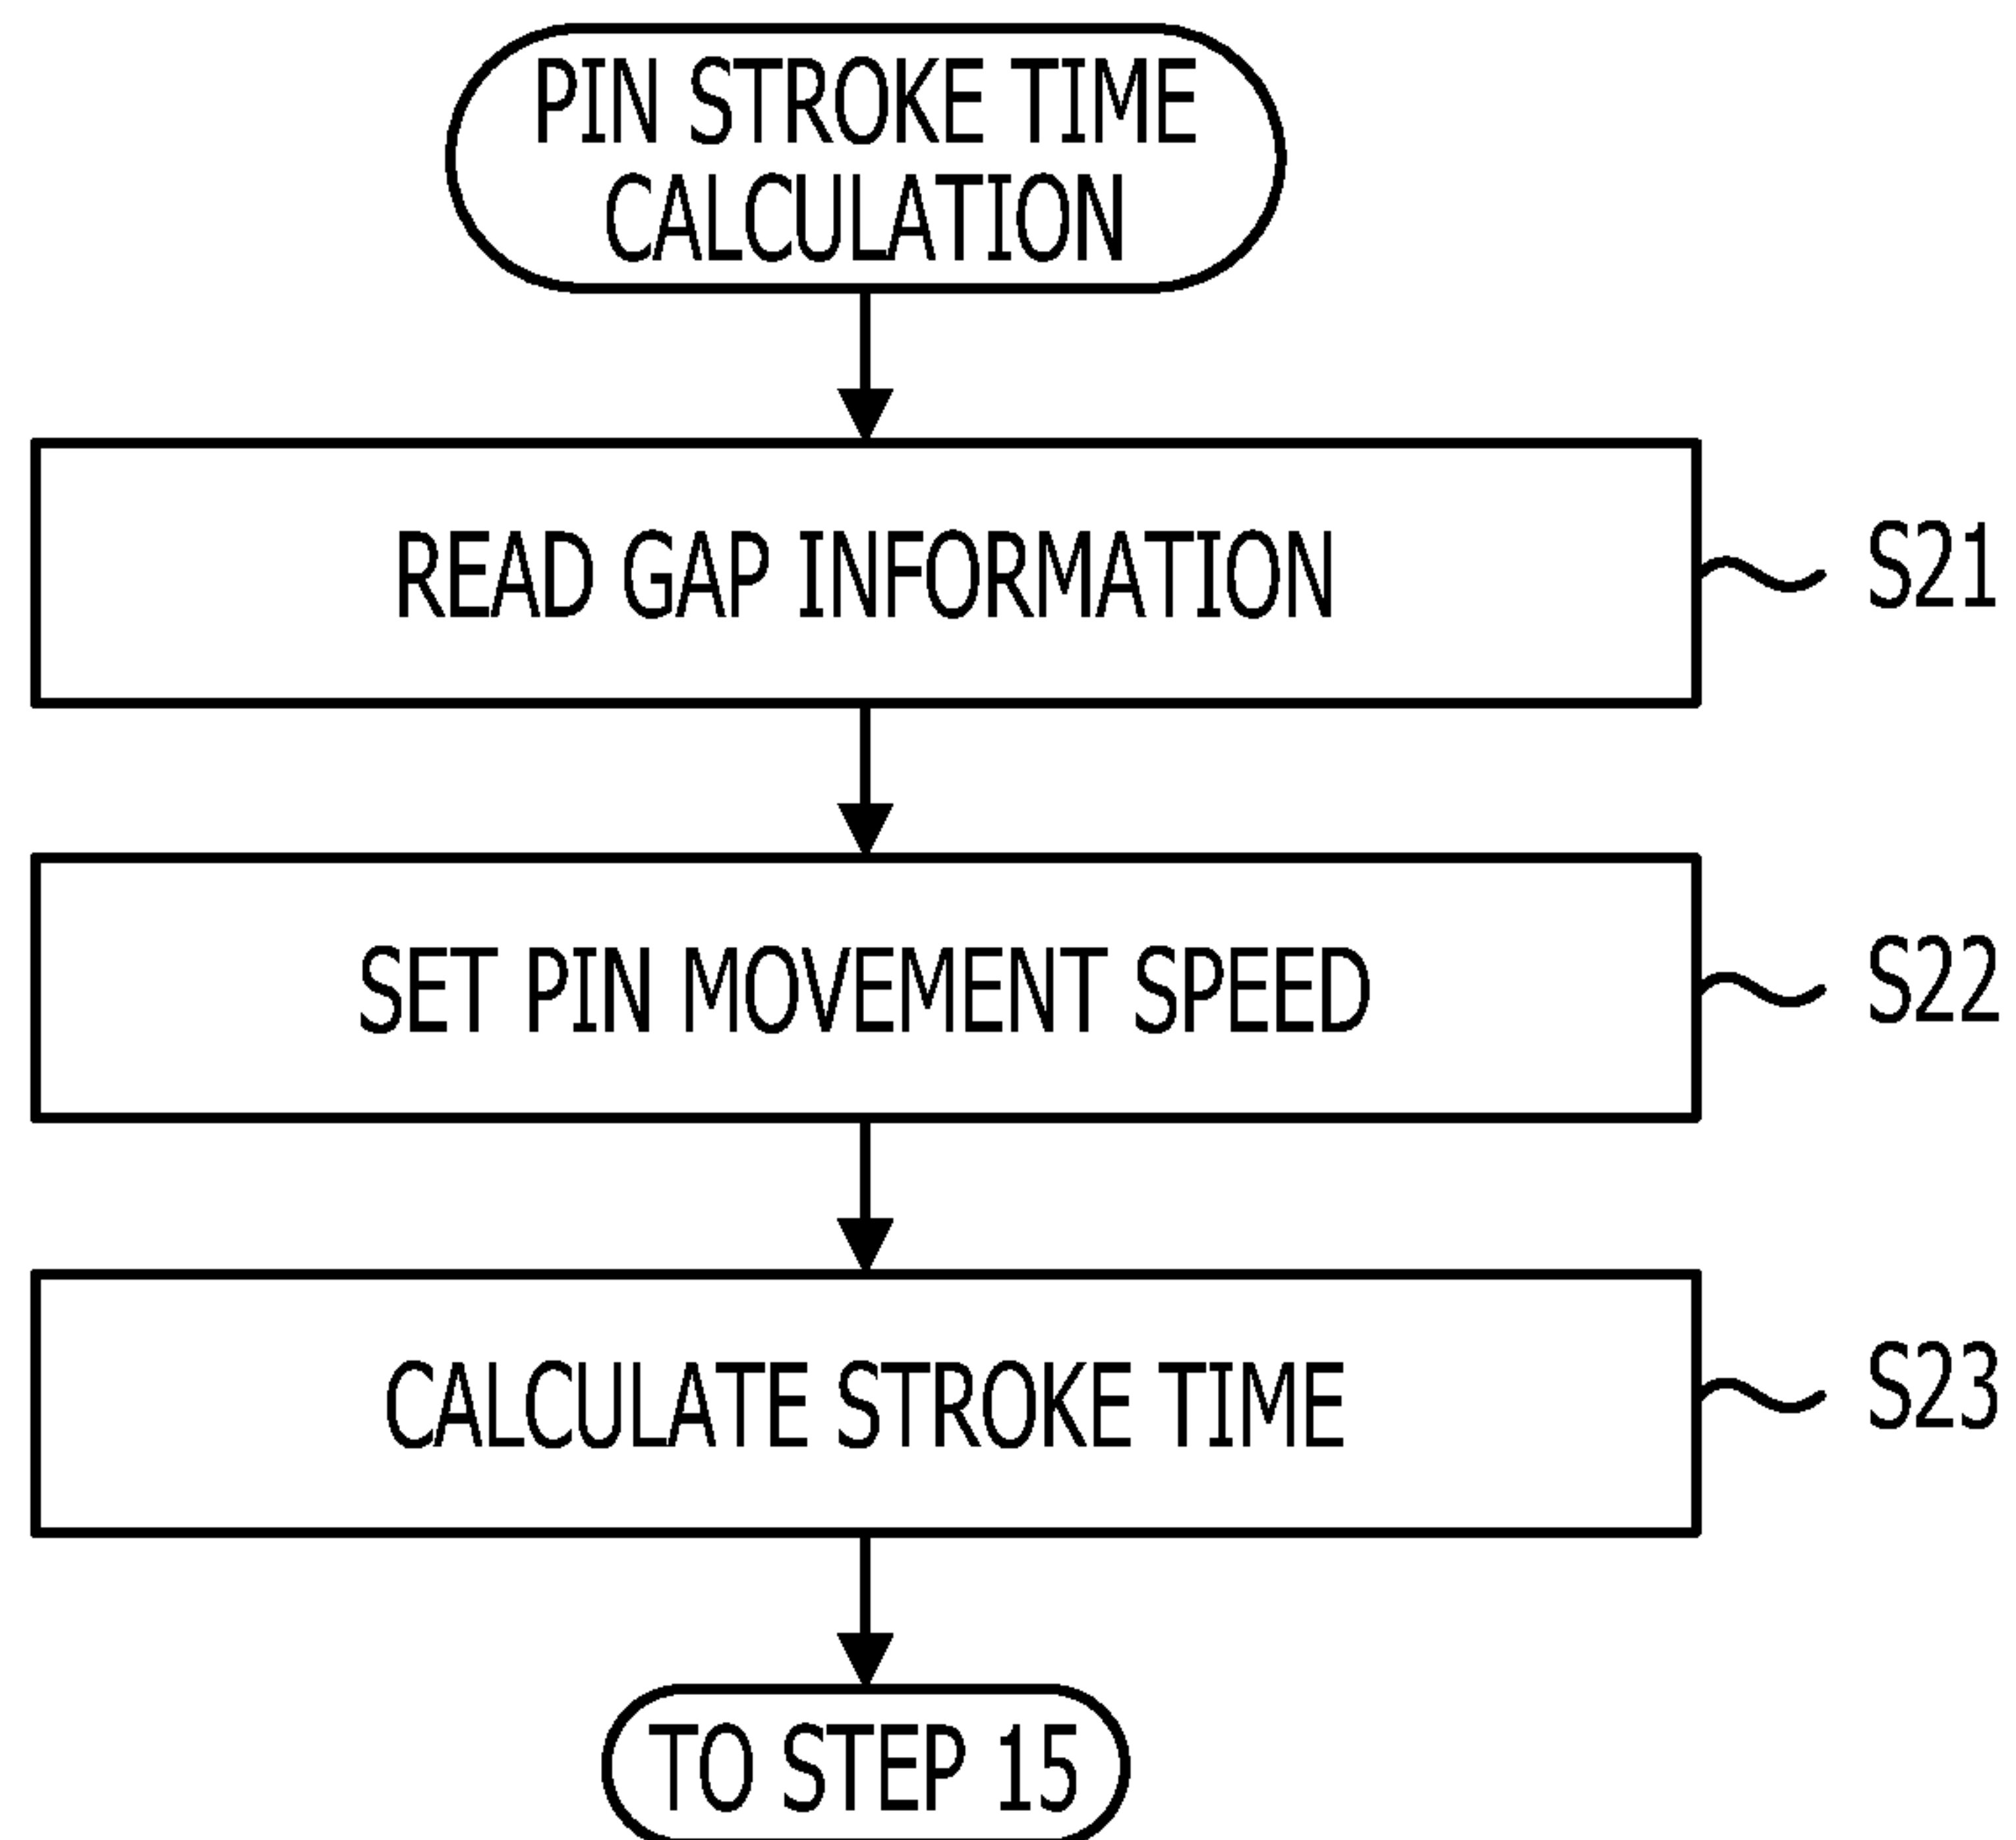 PIN STROKE TIME
CALCULATION
READ GAP INFORMATION
S21
SET PIN MOVEMENT SPEED
S22
CALCULATE STROKE TIME
S23
TO STEP 15